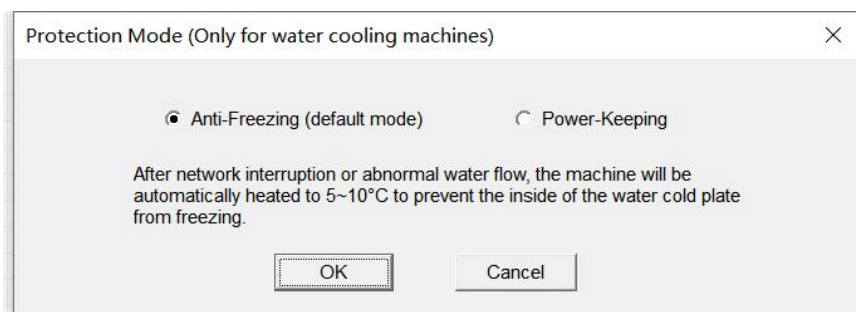 Protection Mode (Only for water cooling machines)
Anti-Freezing (default mode) Power-Keeping
After network interruption or abnormal water flow, the machine will be
automatically heated to 5~10°C to prevent the inside of the water cold plate
from freezing.
OK Cancel